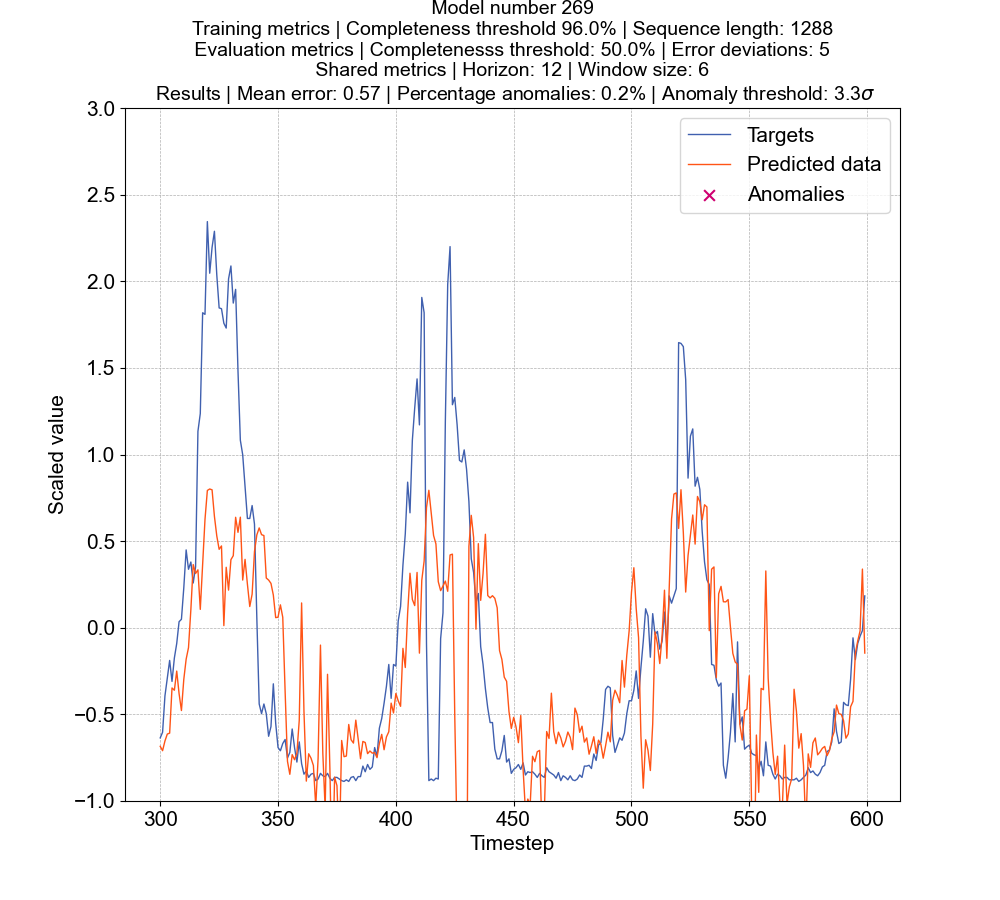 Model number 269
Training metrics | Completeness threshold 96.0% | Sequence length: 1288
Evaluation metrics | Completenesss threshold: 50.0% | Error deviations: 5
Shared metrics | Horizon: 12 | Window size: 6
Results | Mean error: 0.57 | Percentage anomalies: 0.2% | Anomaly threshold: 3.3σ
Targets
Predicted data
Anomalies
3.0
2.5
2.0
1.5
1.0
0.5
0.0
−0.5
−1.0
Scaled value
300 350 400 450 500 550 600
Timestep